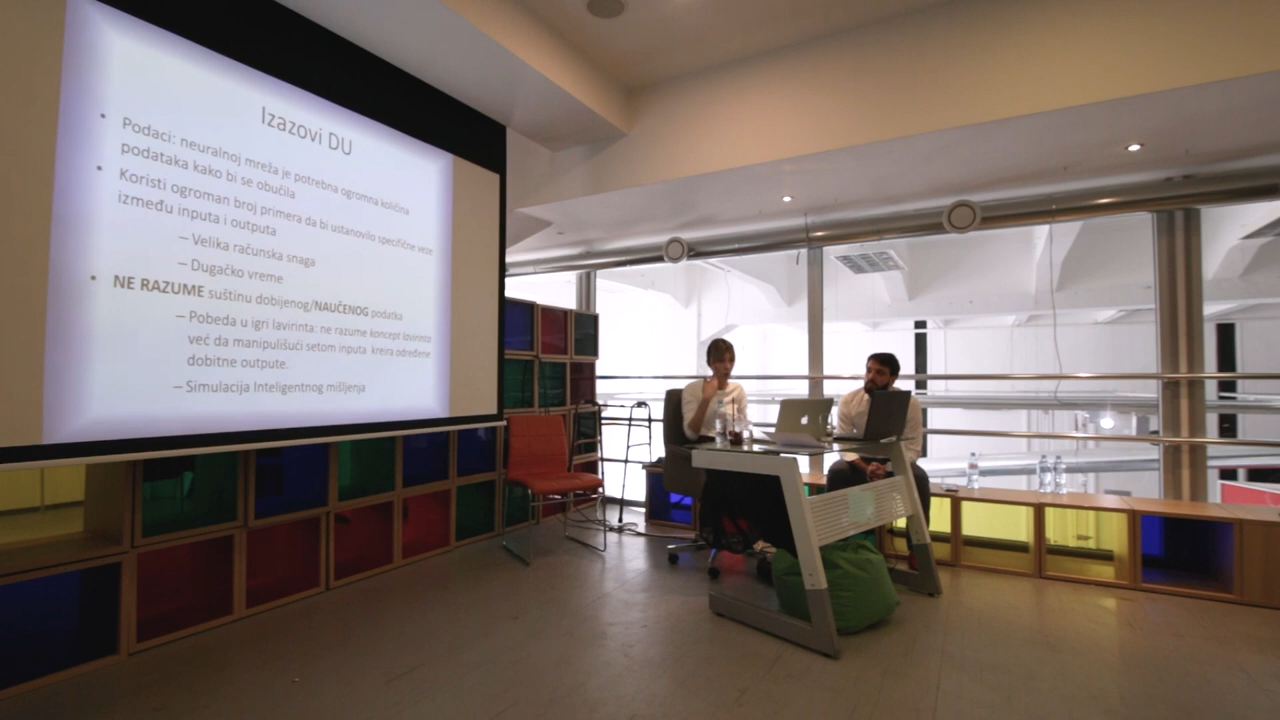 Izazovi DU
• Podaci: neuralnoj mreža je potrebna ogromna količina
podataka kako bi se obučila
• Koristi ogroman broj primera da bi ustanovilo specifične veze
između inputa i outputa
– Velika računska snaga
– Dugačko vreme
• NE RAZUME suštinu dobijenog/NAUČENOG podatka
– Pobeda u igri lavirinta: ne razume koncept lavirinta
već da manipulišući setom inputa kreira određene
dobitne outpute.
– Simulacija Inteligentnog mišljenja